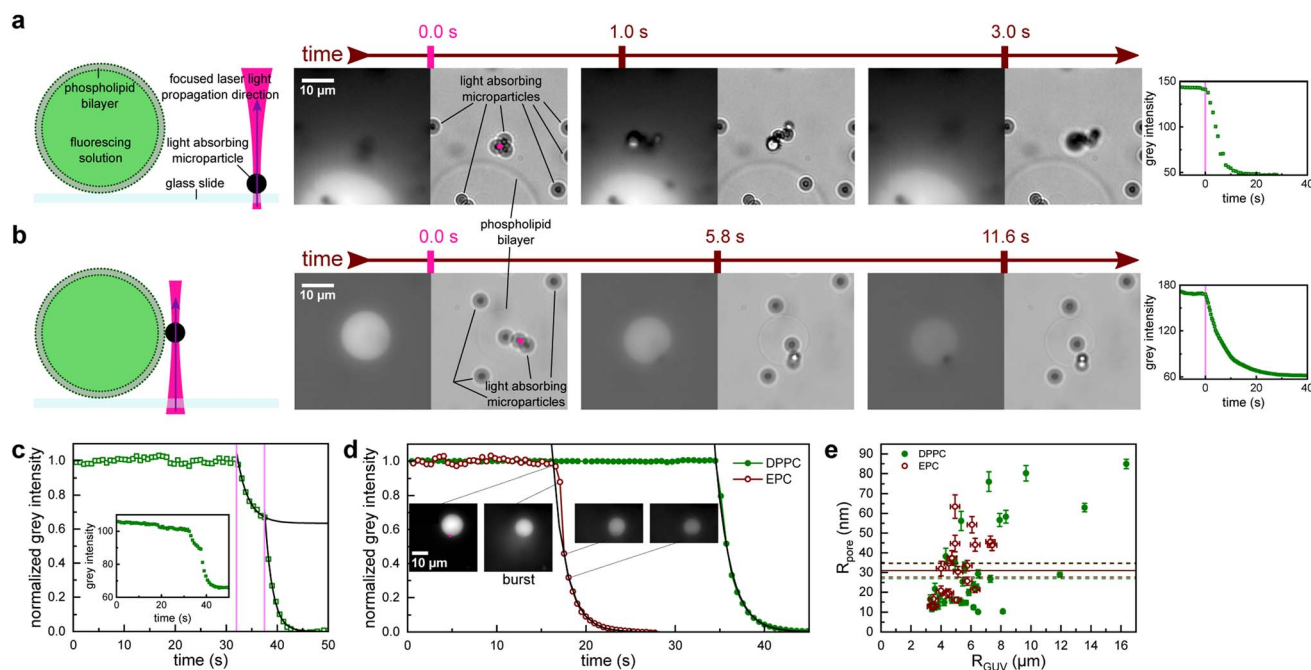 a
phospholipid
bilayer
fluorescing
solution
focused laser light
propagation direction
light absorbing
microparticle
glass slide
time
0.0 s
1.0 s
3.0 s
10 µm
light absorbing
microparticles
grey intensity
150
100
50
0
20
40
time (s)
b
phospholipid
bilayer
time
0.0 s
5.8 s
11.6 s
10 µm
light absorbing
microparticles
grey intensity
180
120
60
0
20
40
time (s)
c
normalized grey intensity
1.0
0.8
0.6
0.4
0.2
0.0
0
10
20
30
40
50
time (s)
grey intensity
100
80
60
0
20
40
time (s)
d
normalized grey intensity
1.0
0.8
0.6
0.4
0.2
0.0
0
10
20
30
40
time (s)
DPPC
EPC
10 µm
burst
e
DPPC
EPC
Rpore (nm)
90
80
70
60
50
40
30
20
10
0
0
2
4
6
8
10
12
14
16
RGUV (µm)